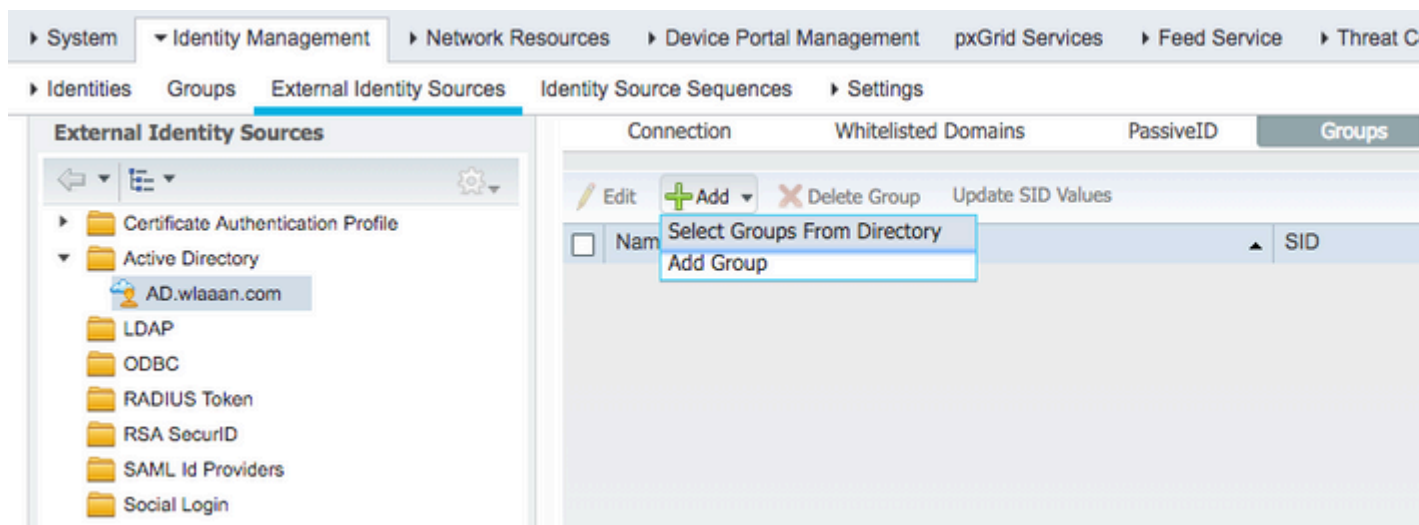 System Identity Management Network Resources Device Portal Management pxGrid Services Feed Service Threat C
Identities Groups External Identity Sources Identity Source Sequences Settings
External Identity Sources
Certificate Authentication Profile
Active Directory
AD.wlaaan.com
LDAP
ODBC
RADIUS Token
RSA SecurID
SAML Id Providers
Social Login
Connection Whitelisted Domains PassiveID Groups
Edit Add Delete Group Update SID Values
Nam SID
Select Groups From Directory
Add Group